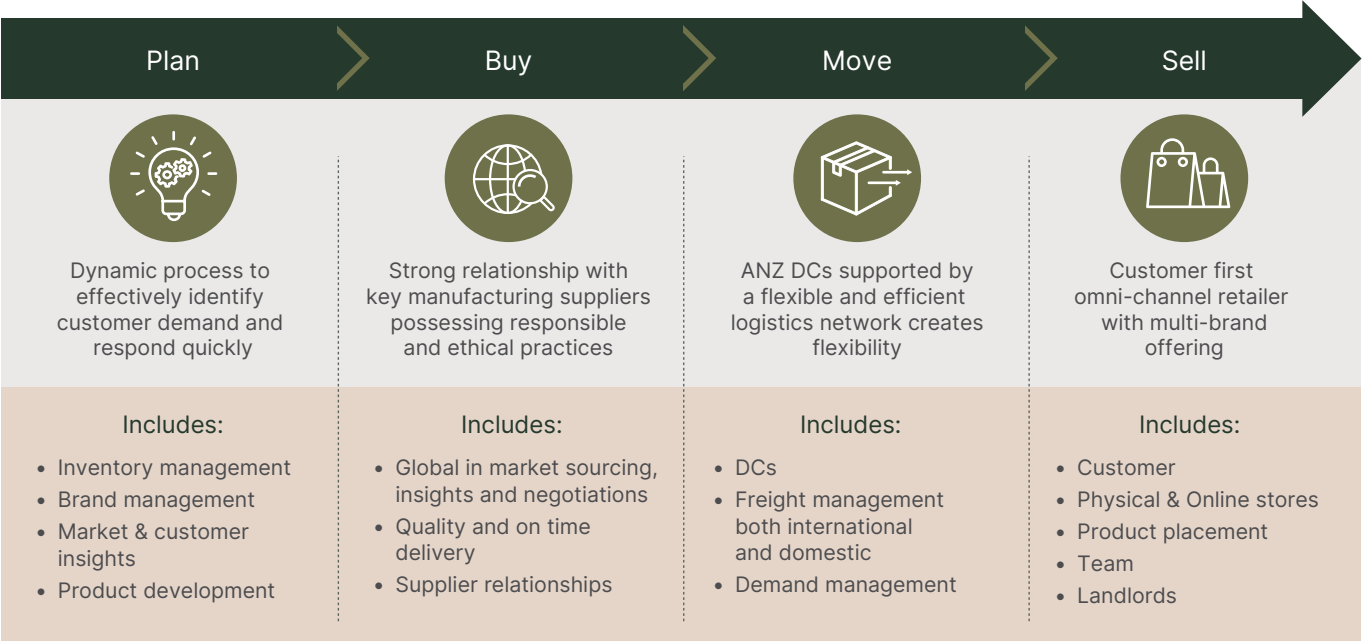 Plan
Buy
Move
Sell
Dynamic process to
effectively identify
customer demand and
respond quickly
Strong relationship with
key manufacturing suppliers
possessing responsible
and ethical practices
ANZ DCs supported by
a flexible and efficient
logistics network creates
flexibility
Customer first
omni-channel retailer
with multi-brand
offering
Includes:
• Inventory management
• Brand management
• Market & customer
insights
• Product development
Includes:
• Global in market sourcing,
insights and negotiations
• Quality and on time
delivery
• Supplier relationships
Includes:
• DCs
• Freight management
both international
and domestic
• Demand management
Includes:
• Customer
• Physical & Online stores
• Product placement
• Team
• Landlords